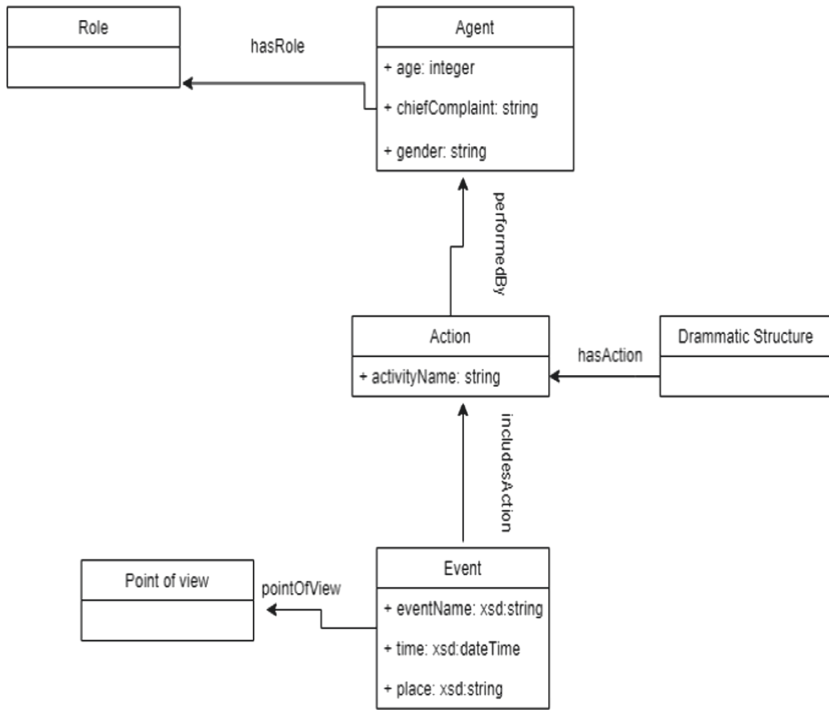 Role
hasRole
Agent
+ age: integer
+ chiefComplaint: string
+ gender: string
performedBy
Action
+ activityName: string
hasAction
Drammatic Structure
includesAction
Point of view
pointOfView
Event
+ eventName: xsd:string
+ time: xsd:dateTime
+ place: xsd:string